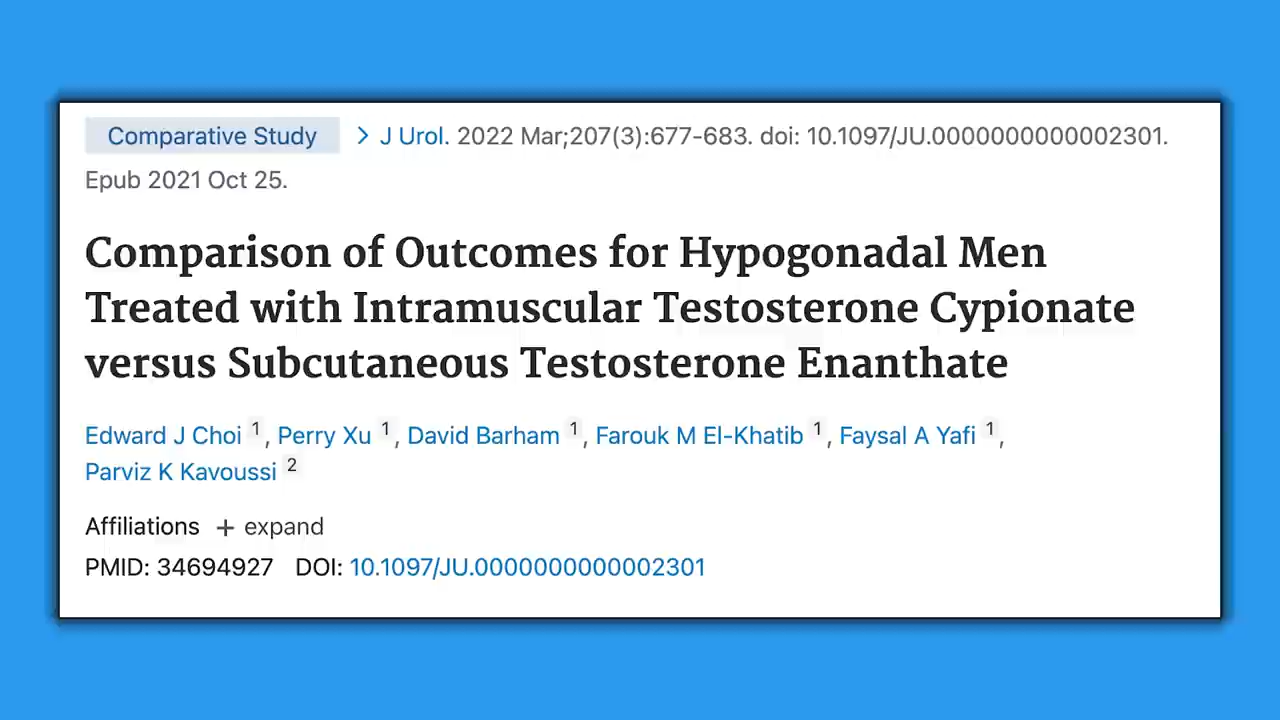 Comparative Study > J Urol. 2022 Mar;207(3):677-683. doi: 10.1097/JU.0000000000002301.
Epub 2021 Oct 25.
Comparison of Outcomes for Hypogonadal Men
Treated with Intramuscular Testosterone Cypionate
versus Subcutaneous Testosterone Enanthate
Edward J Choi 1, Perry Xu 1, David Barham 1, Farouk M El-Khatib 1, Faysal A Yafi 1,
Parviz K Kavoussi 2
Affiliations + expand
PMID: 34694927 DOI: 10.1097/JU.0000000000002301